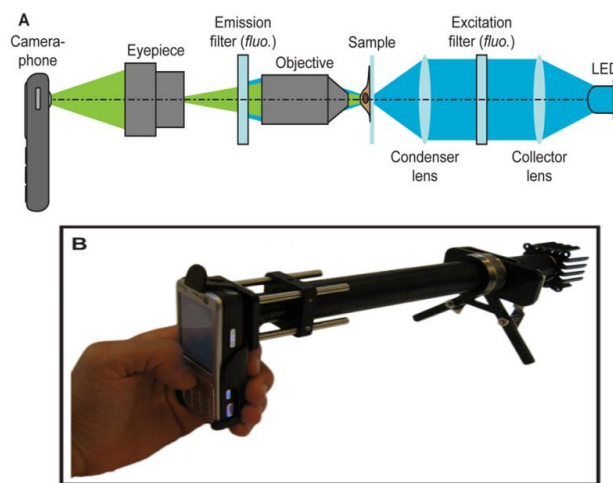 A
Camera-
phone
Eyepiece
Emission
filter (fluo.)
Objective
Sample
Excitation
filter (fluo.)
LED
Condenser
lens
Collector
lens
B